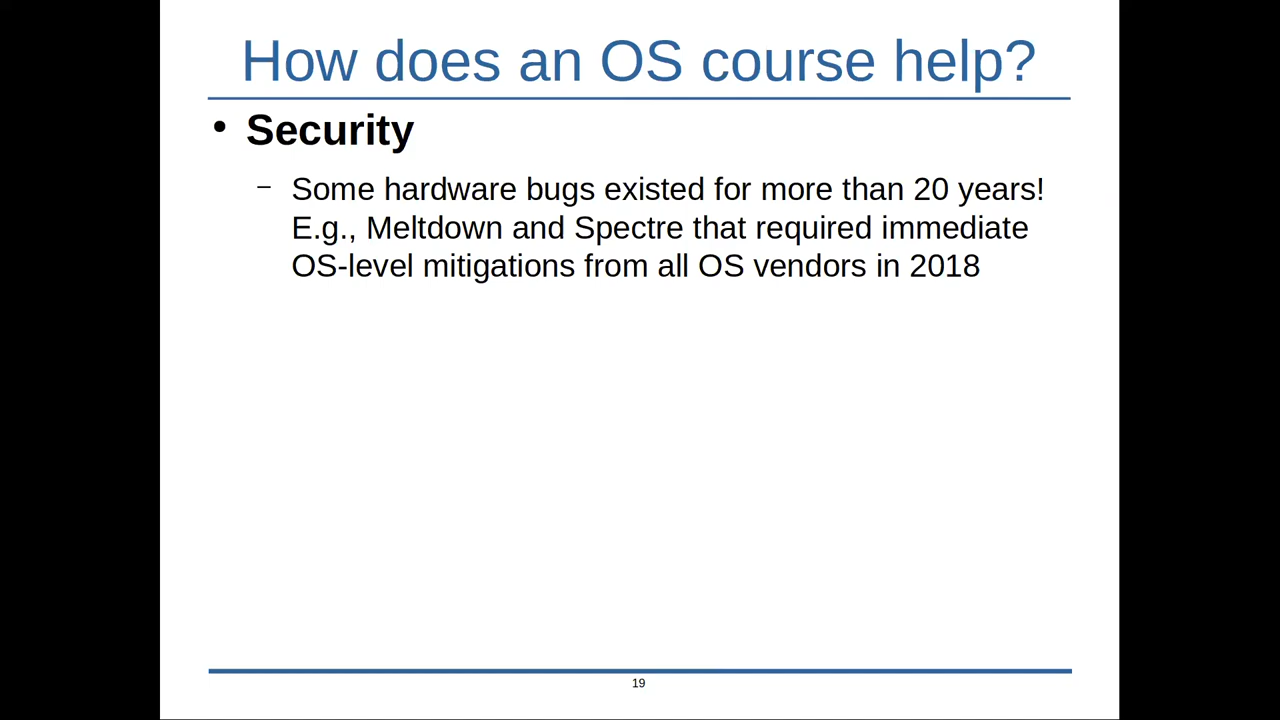 How does an OS course help?
• Security
– Some hardware bugs existed for more than 20 years!
E.g., Meltdown and Spectre that required immediate
OS-level mitigations from all OS vendors in 2018
19